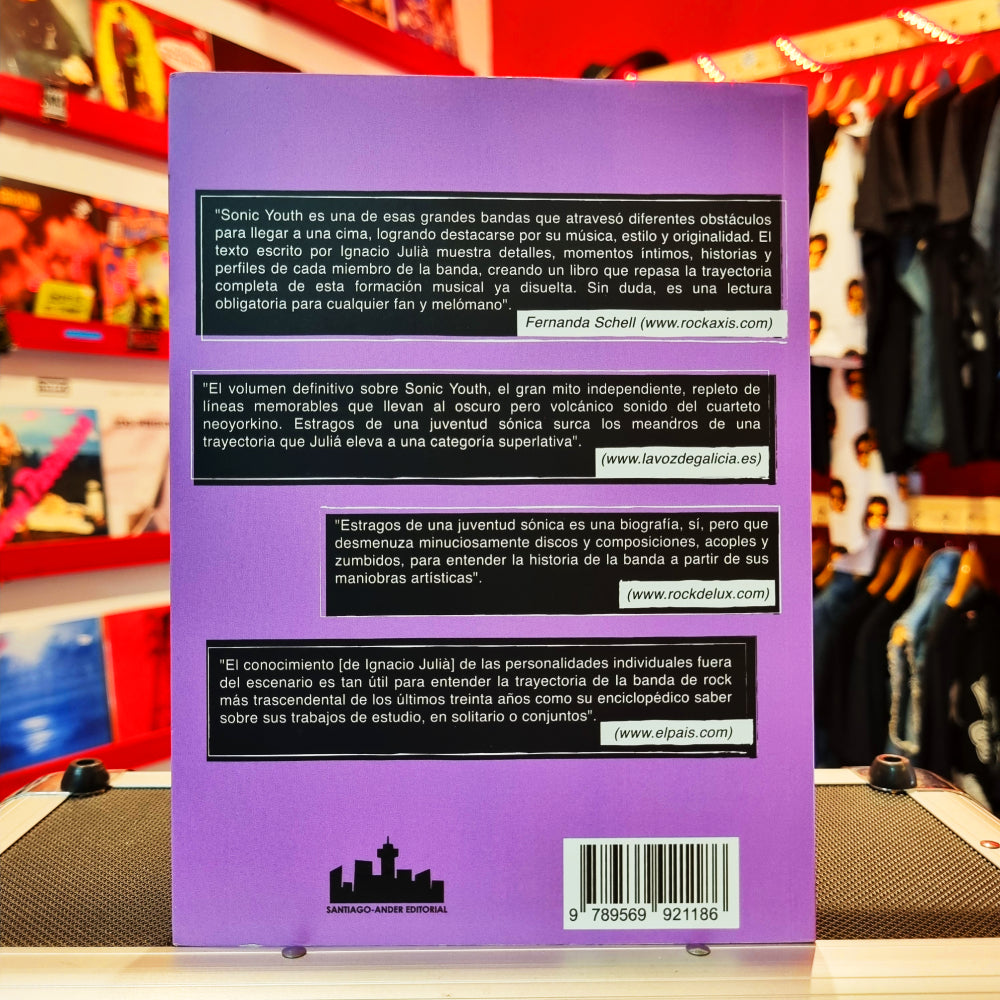 "Sonic Youth es una de esas grandes bandas que atravesó diferentes obstáculos
para llegar a una cima, logrando destacarse por su música, estilo y originalidad. El
texto escrito por Ignacio Julià muestra detalles, momentos íntimos, historias y
perfiles de cada miembro de la banda, creando un libro que repasa la trayectoria
completa de esta formación musical ya disuelta. Sin duda, es una lectura
obligatoria para cualquier fan y melómano".
Fernanda Schell (www.rockaxis.com)
"El volumen definitivo sobre Sonic Youth, el gran mito independiente, repleto de
líneas memorables que llevan al oscuro pero volcánico sonido del cuarteto
neoyorkino. Estragos de una juventud sónica surca los meandros de una
trayectoria que Juliá eleva a una categoría superlativa".
(www.lavozdegalicia.es)
"Estragos de una juventud sónica es una biografía, sí, pero que
desmenuza minuciosamente discos y composiciones, acoples y
zumbidos, para entender la historia de la banda a partir de sus
maniobras artísticas".
(www.rockdelux.com)
"El conocimiento [de Ignacio Julià] de las personalidades individuales fuera
del escenario es tan útil para entender la trayectoria de la banda de rock
más trascendental de los últimos treinta años como su enciclopédico saber
sobre sus trabajos de estudio, en solitario o conjuntos".
(www.elpais.com)
SANTIAGO-ANDER EDITORIAL
9 789569 921186